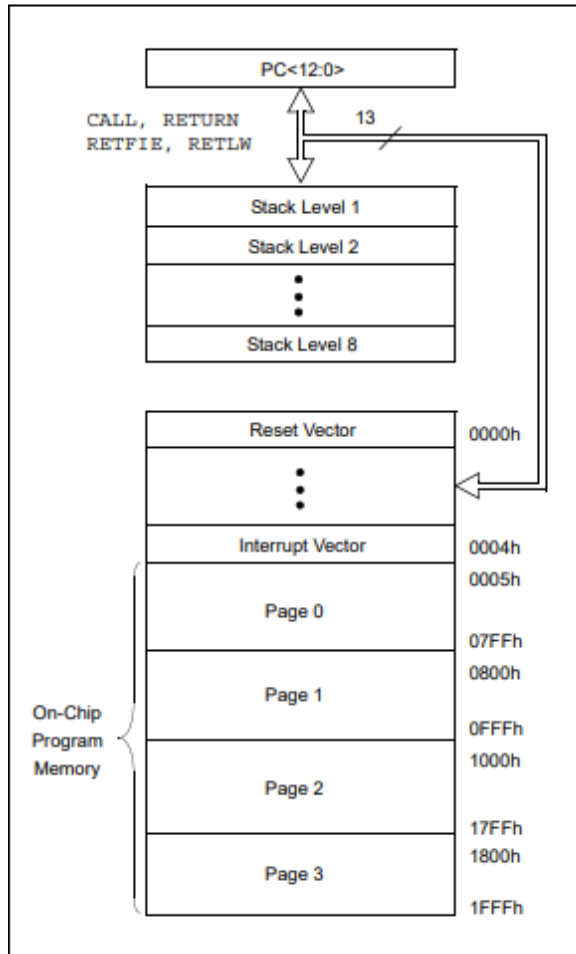 PC<12:0>
CALL, RETURN
RETFIE, RETLW
13
Stack Level 1
Stack Level 2
Stack Level 8
Reset Vector
0000h
Interrupt Vector
0004h
0005h
Page 0
07FFh
0800h
Page 1
0FFFh
On-Chip
Program
Memory
1000h
Page 2
17FFh
1800h
Page 3
1FFFh